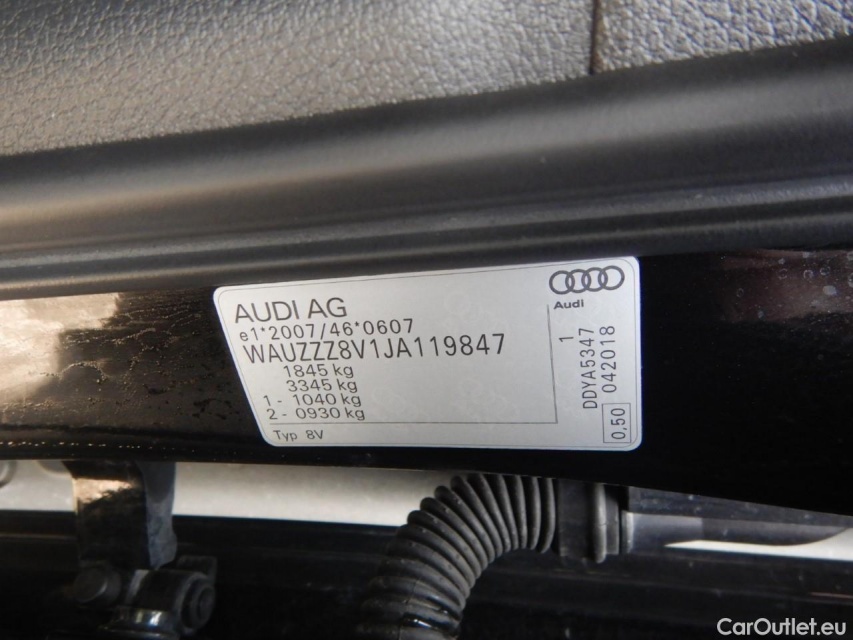 AUDI AG
e1*2007/46*0607
WAUZZZ8V1JA119847
1845 kg
3345 kg
1 - 1040 kg
2 - 0930 kg
Typ 8V
Audi
1
DDYA5347
042018
0,50
CarOutlet.eu